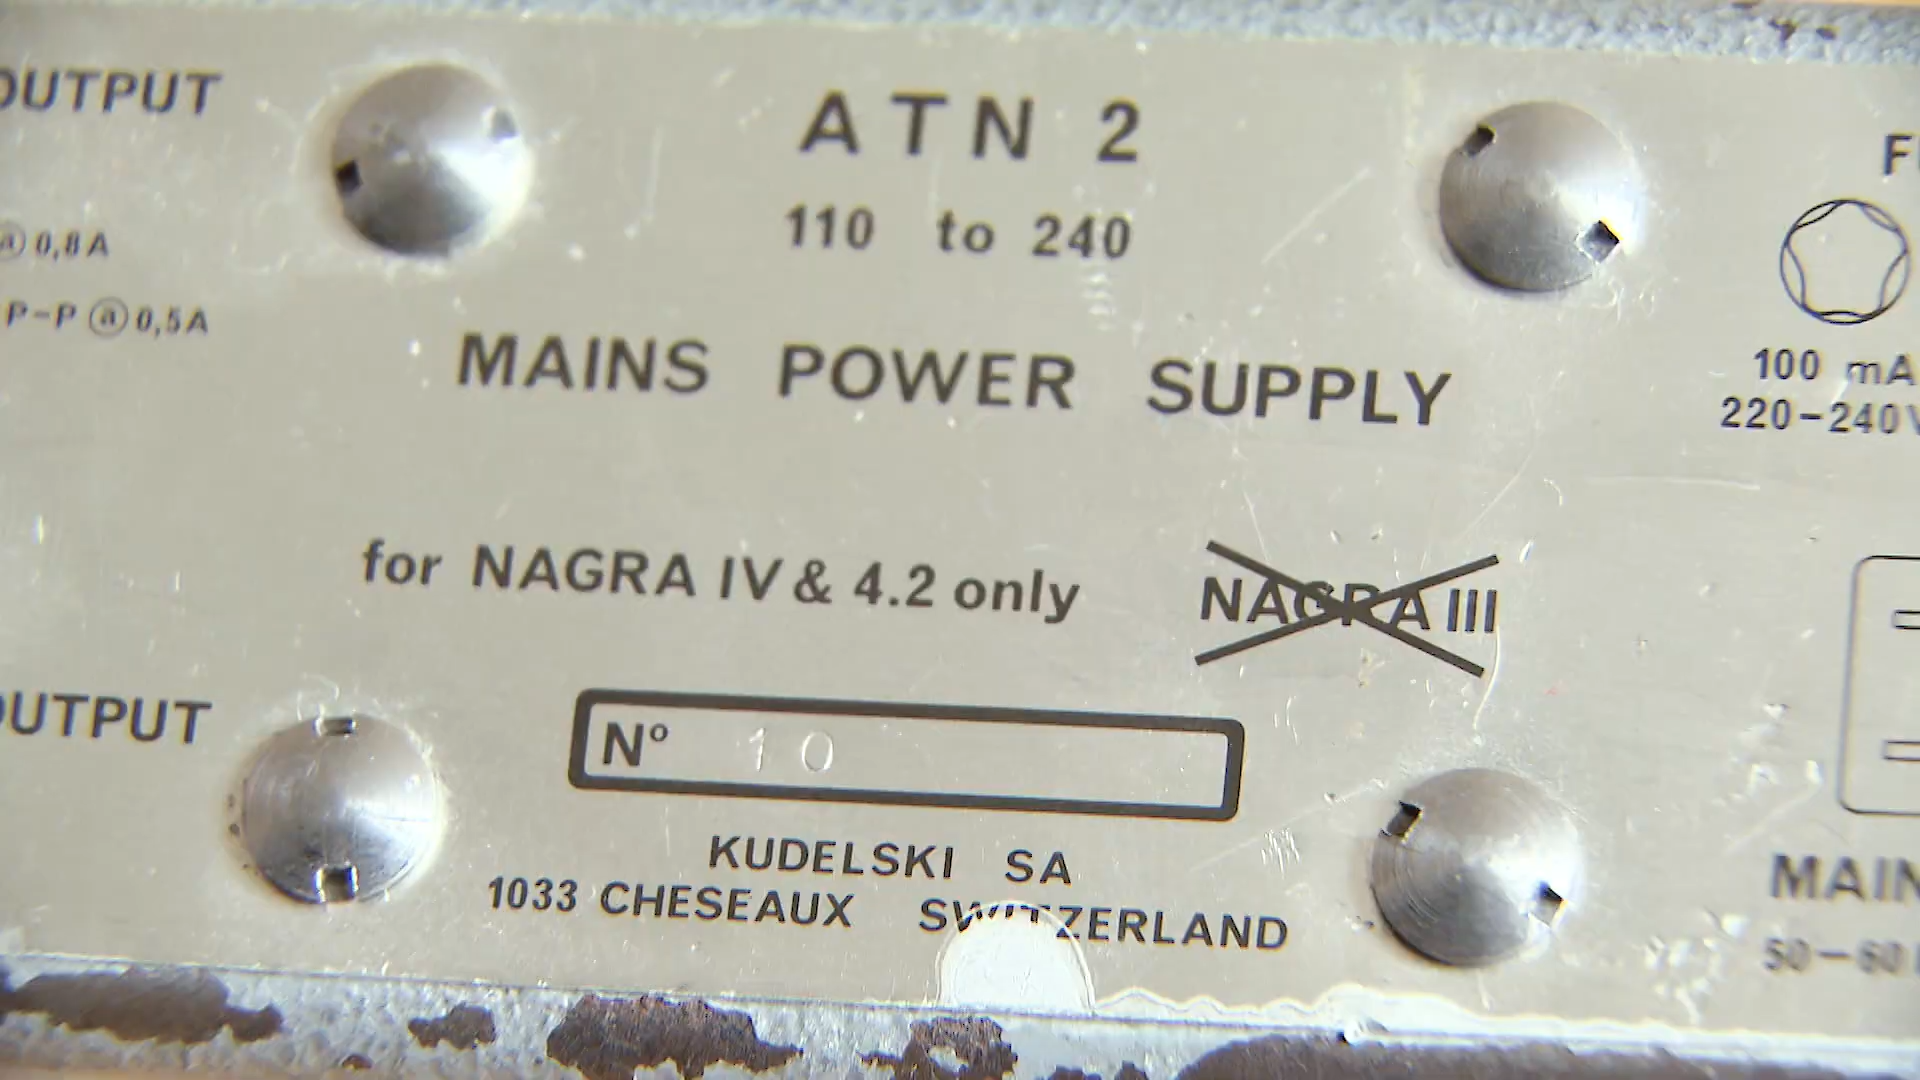 OUTPUT
ATN 2
110 to 240
@ 0,8A
P-P @ 0,5A
MAINS POWER SUPPLY
100 mA
220-240V
for NAGRA IV & 4.2 only
NAGRA III
OUTPUT
Nº 10
KUDELSKI SA
1033 CHESEAUX SWITZERLAND
MAIN
50-60